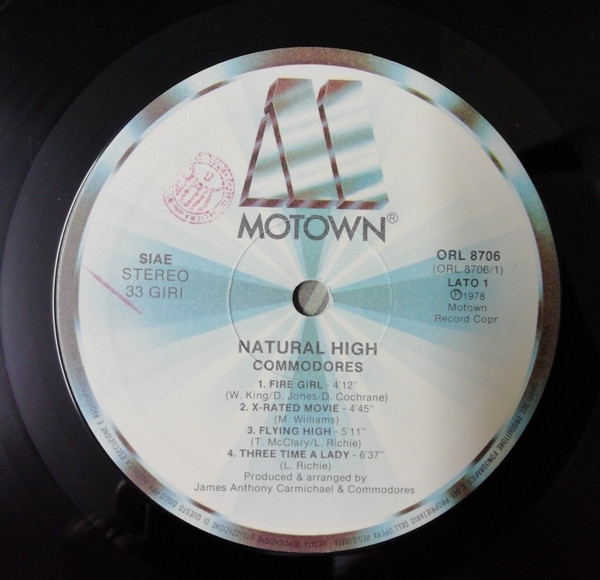 MOTOWN®
SIAE
STEREO
33 GIRI
ORL 8706
(ORL 8706/1)
LATO 1
Ⓟ1978
Motown
Record Copr.
NATURAL HIGH
COMMODORES
1. FIRE GIRL - 4'12"
(W. King/D. Jones/D. Cochrane)
2. X-RATED MOVIE - 4'45"
(M. Williams)
3. FLYING HIGH - 5'11"
(T. McClary/L. Richie)
4. THREE TIME A LADY - 6'37"
(L. Richie)
Produced & arranged by
James Anthony Carmichael & Commodores